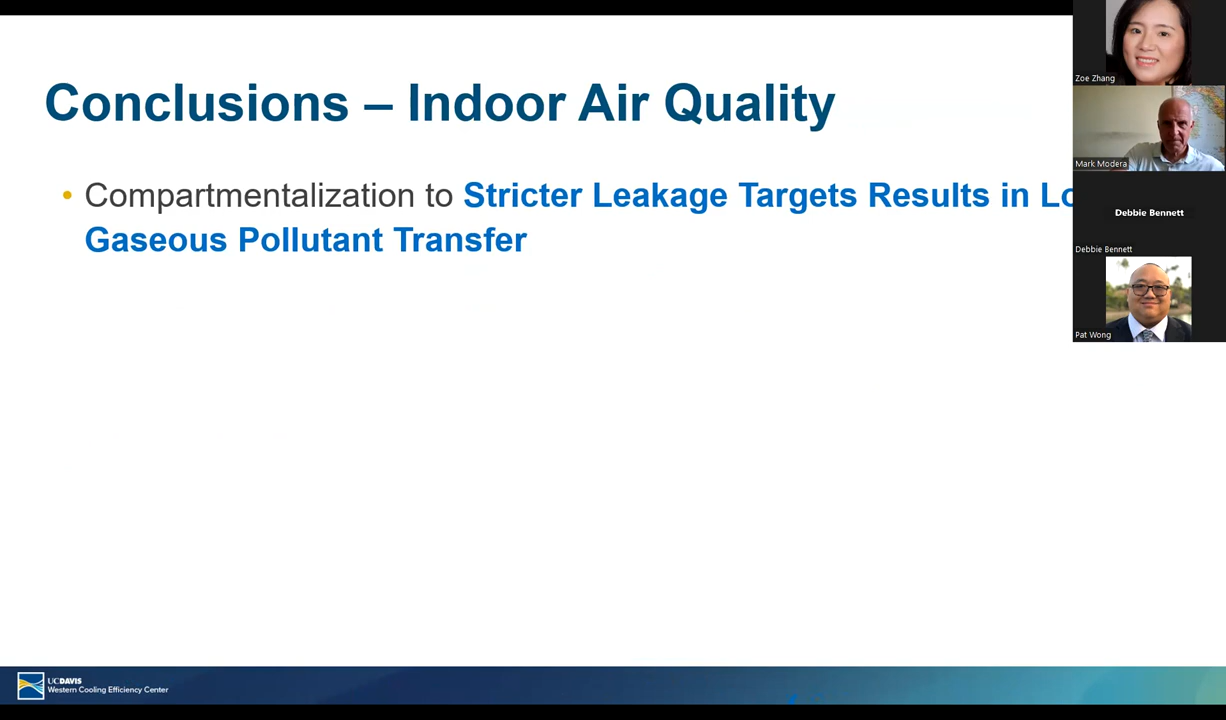 Conclusions – Indoor Air Quality
• Compartmentalization to Stricter Leakage Targets Results in
Gaseous Pollutant Transfer
Zoe Zhang
Mark Modera
Debbie Bennett
Debbie Bennett
Pat Wong
UCDAVIS
Western Cooling Efficiency Center